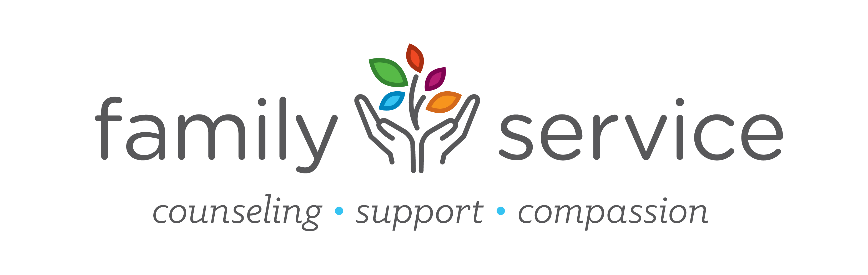 family service
counseling • support • compassion